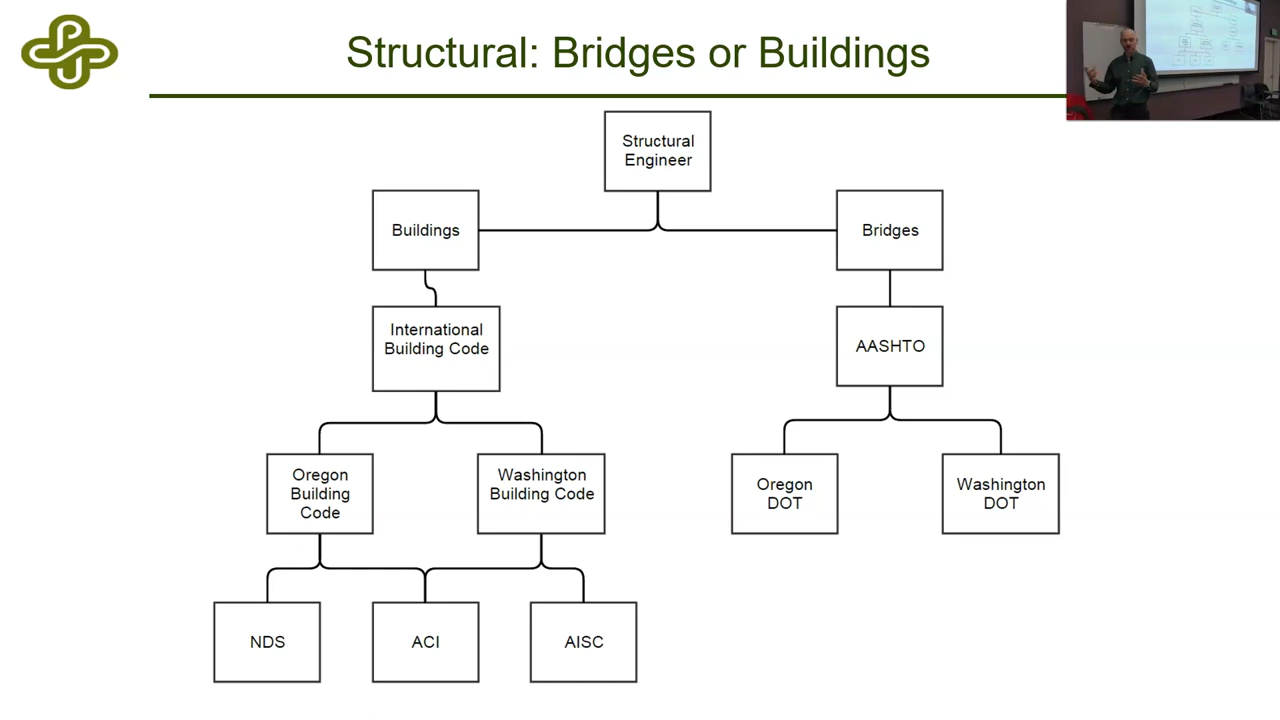 PSU
Structural: Bridges or Buildings
Structural
Engineer
Buildings
Bridges
International
Building Code
AASHTO
Oregon
Building
Code
Washington
Building Code
Oregon
DOT
Washington
DOT
NDS
ACI
AISC